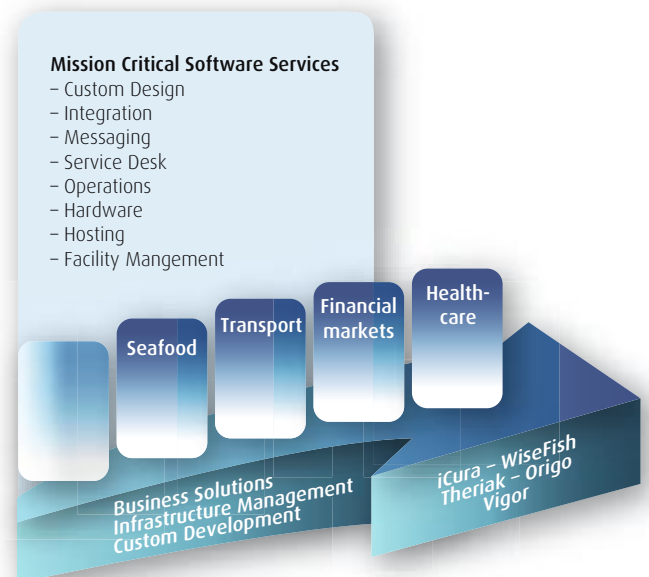 Mission Critical Software Services
– Custom Design
– Integration
– Messaging
– Service Desk
– Operations
– Hardware
– Hosting
– Facility Mangement
Seafood
Transport
Financial
markets
Health-
care
Business Solutions
Infrastructure Management
Custom Development
iCura – WiseFish
Theriak – Origo
Vigor